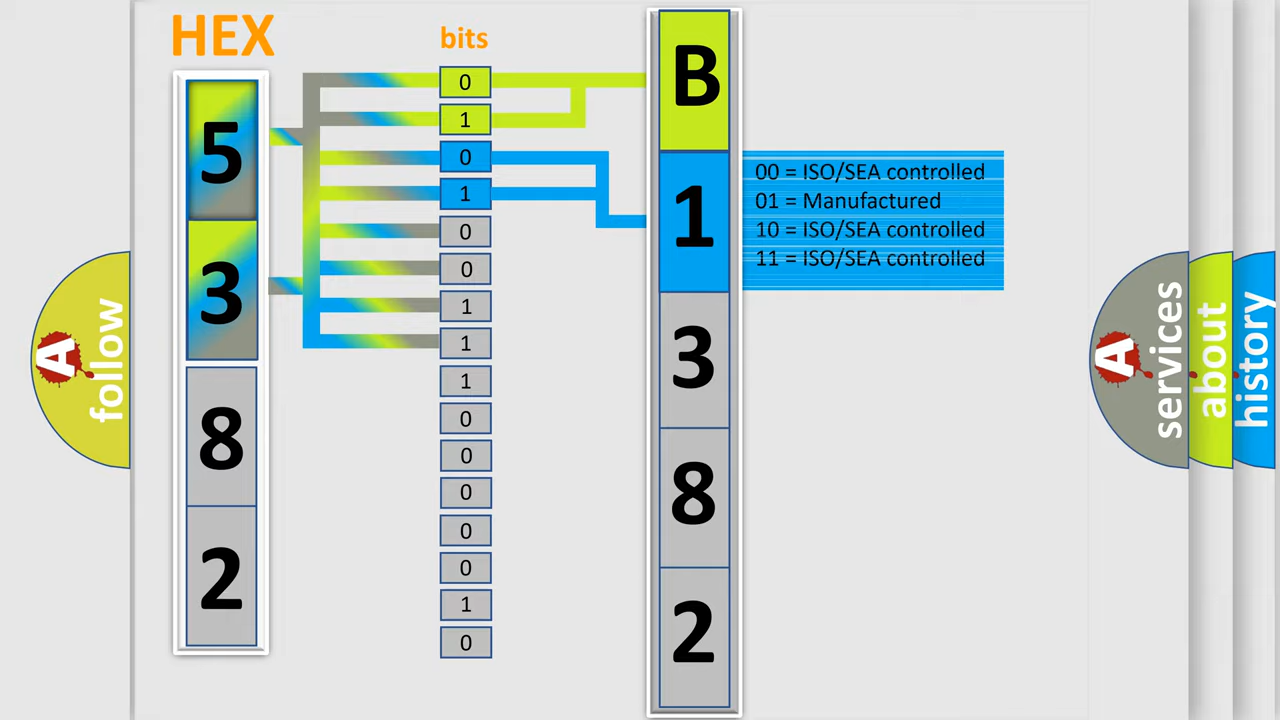 HEX
bits
5
3
8
2
0
1
0
1
0
0
1
1
1
0
0
0
0
0
1
0
B
1
3
8
2
00 = ISO/SEA controlled
01 = Manufactured
10 = ISO/SEA controlled
11 = ISO/SEA controlled
A
follow
A
services
about
history